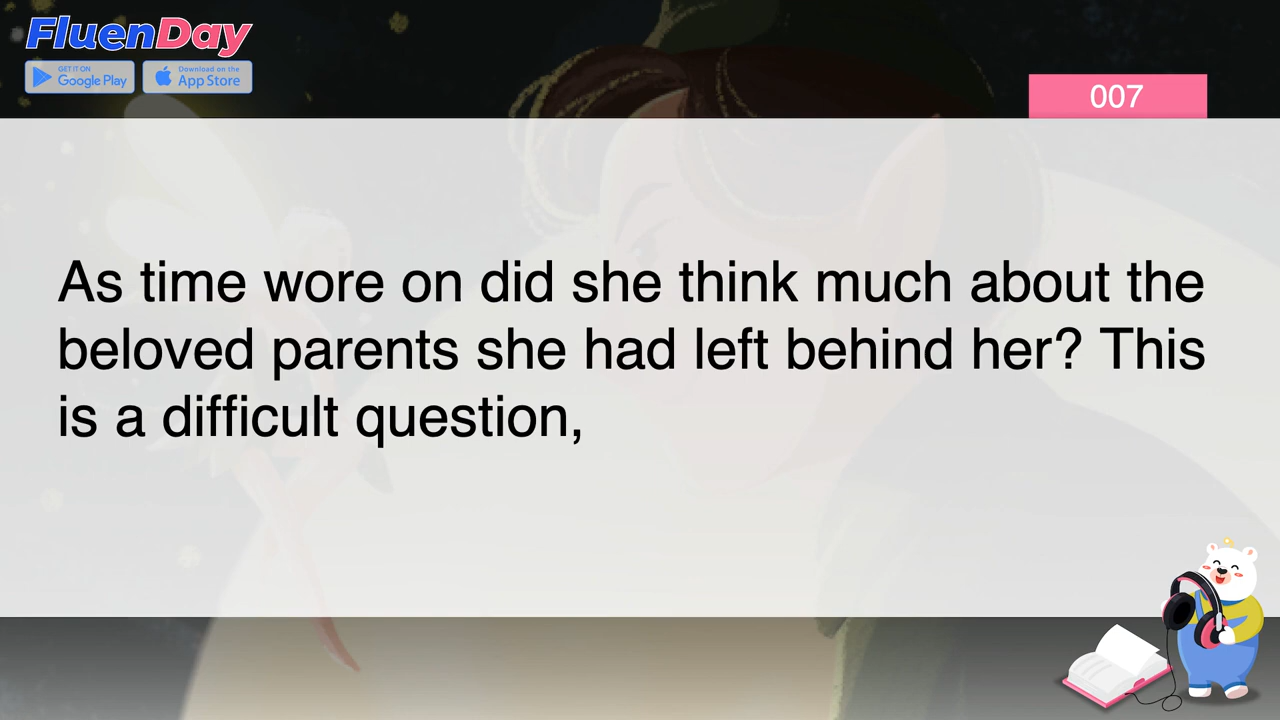 FluenDay
GET IT ON
Google Play
Download on the
App Store
007
As time wore on did she think much about the
beloved parents she had left behind her? This
is a difficult question,